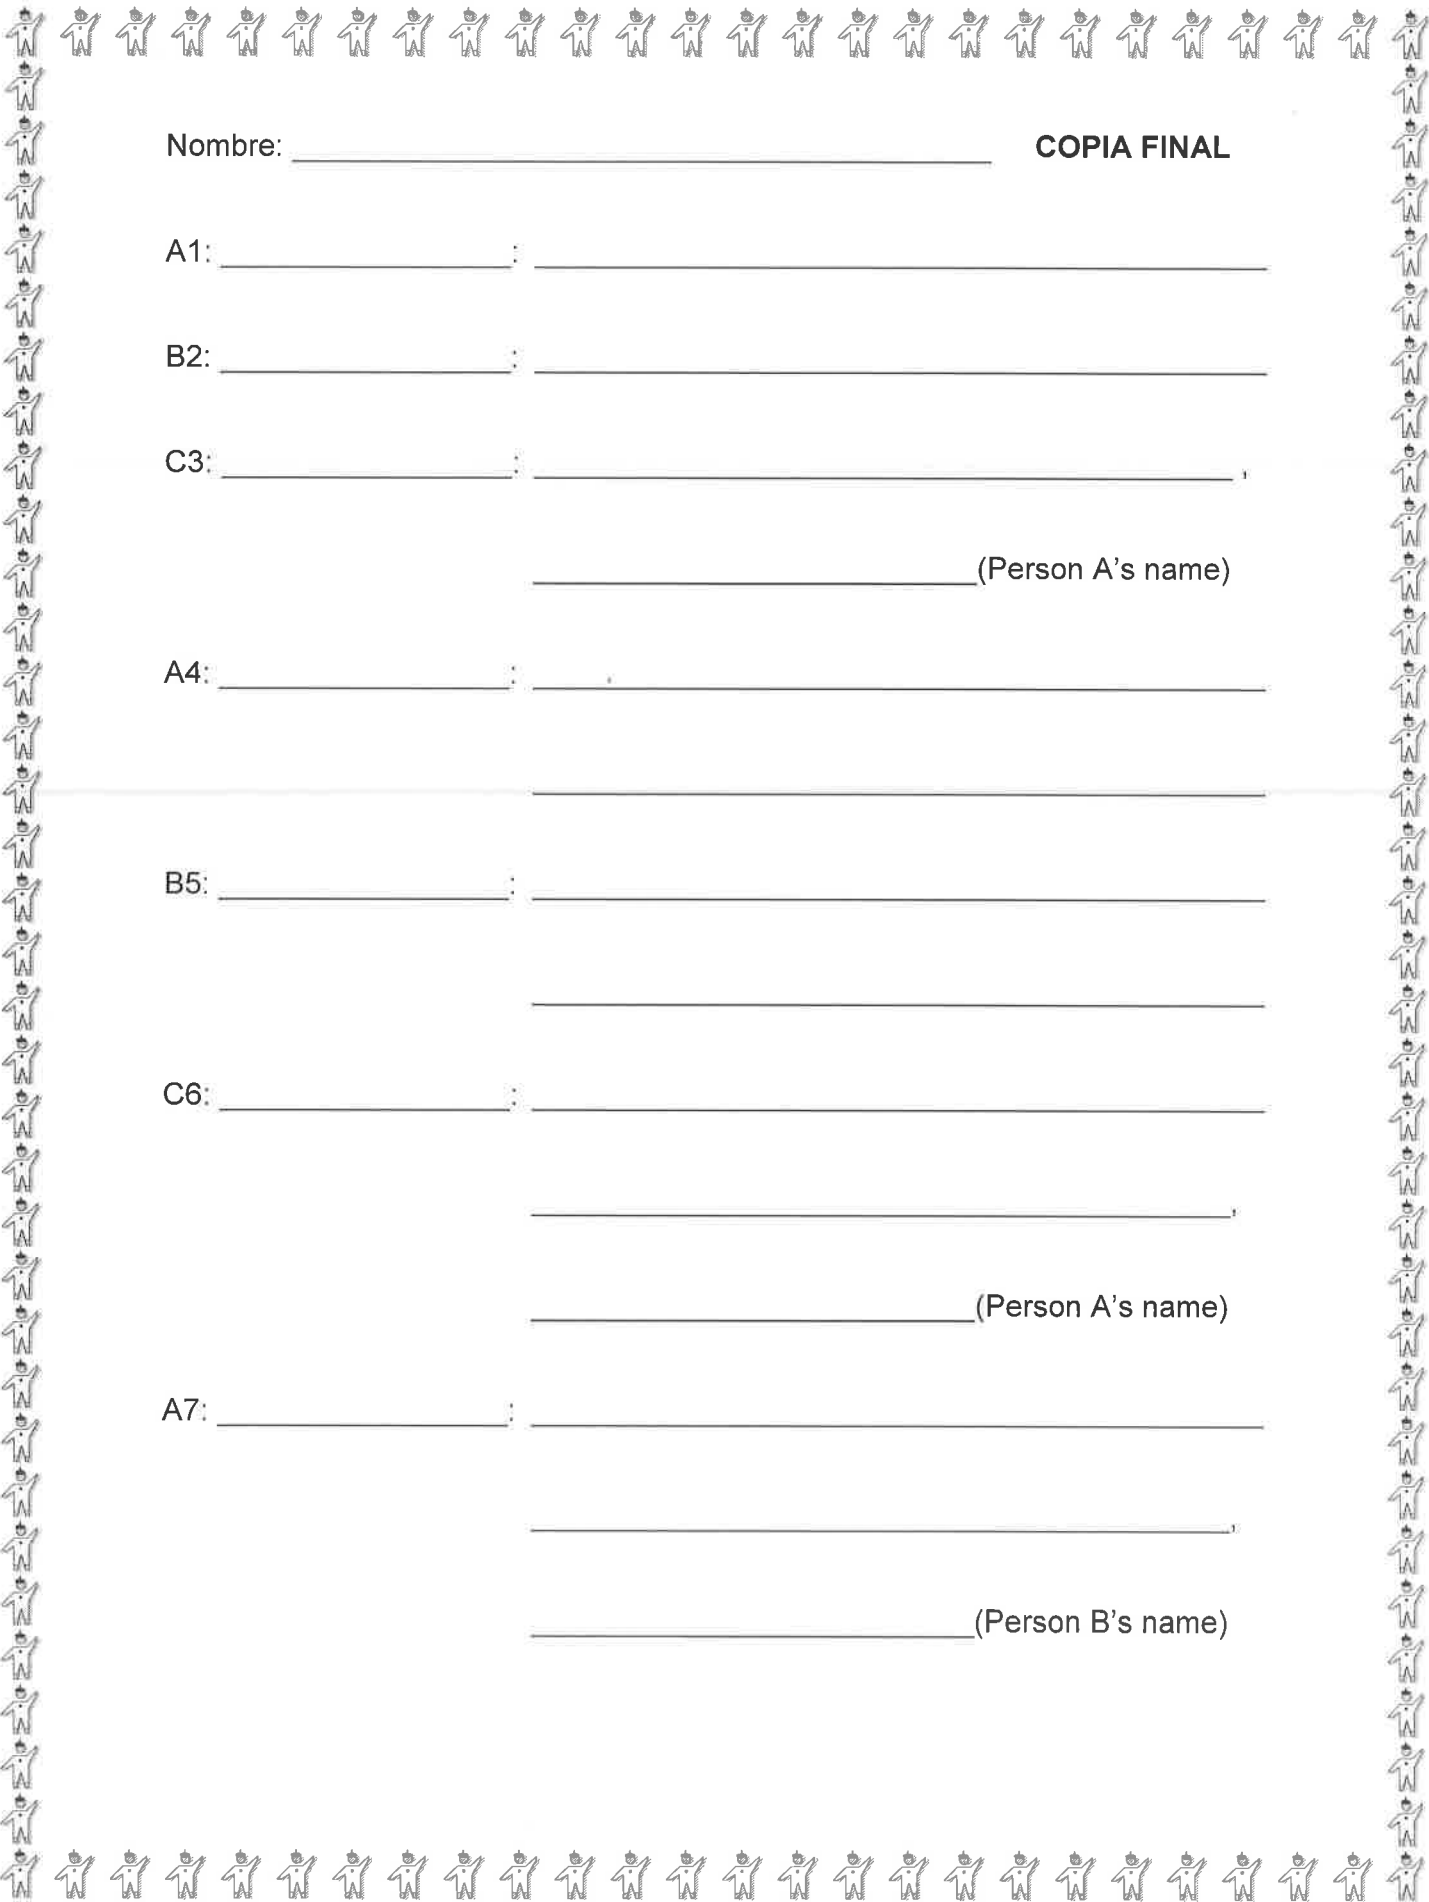 Nombre: COPIA FINAL
A1: :
B2: :
C3: : ,
(Person A's name)
A4: :
B5: :
C6: :
,
(Person A's name)
A7: :
,
(Person B's name)